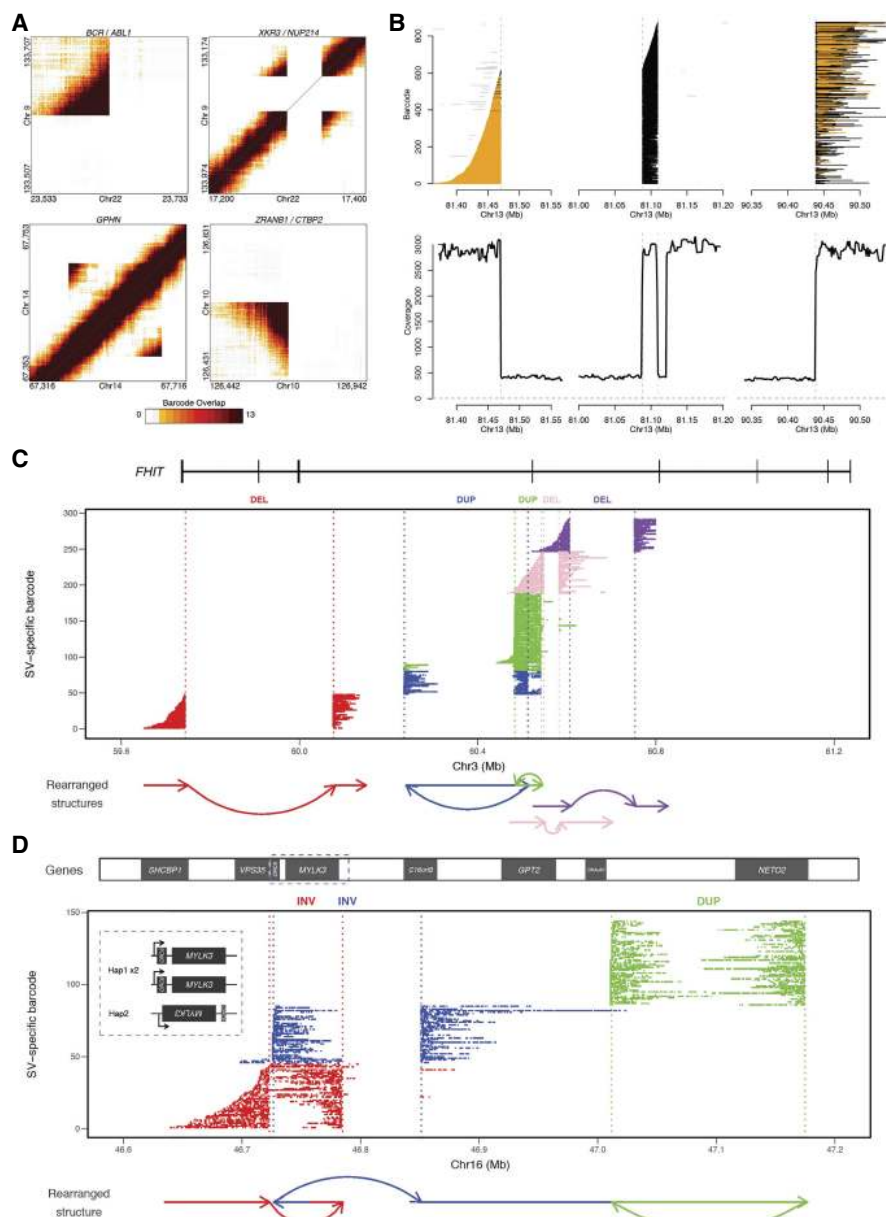 A
BCR / ABL1
133,707
Chr 9
133,507
23,533
Chr22
23,733
XKR3 / NUP214
133,174
Chr 9
133,974
17,200
Chr22
17,400
GPHN
67,753
Chr 14
67,353
67,316
Chr14
67,716
ZRANB1 / CTBP2
126,831
Chr 10
126,431
126,442
Chr10
126,942
Barcode Overlap
0
13
B
Barcode
800
600
400
200
0
81.40 81.45 81.50 81.55
Chr13 (Mb)
81.00 81.05 81.10 81.15 81.20
Chr13 (Mb)
90.35 90.40 90.45 90.50
Chr13 (Mb)
Coverage
3000
2500
1500
500
0
81.40 81.45 81.50 81.55
Chr13 (Mb)
81.00 81.05 81.10 81.15 81.20
Chr13 (Mb)
90.35 90.40 90.45 90.50
Chr13 (Mb)
C
FHIT
DEL DUP DUP DEL DEL
SV-specific barcode
300
250
200
150
100
50
0
59.6 60.0 60.4 60.8 61.2
Chr3 (Mb)
Rearranged
structures
D
Genes
SHCBP1 VPS35 MYLK3 GPT2 NETO2
INV INV DUP
SV-specific barcode
150
100
50
0
Hap1 x2
MYLK3
MYLK3
Hap2
MYLK3
46.6 46.7 46.8 46.9 47.0 47.1 47.2
Chr16 (Mb)
Rearranged
structure